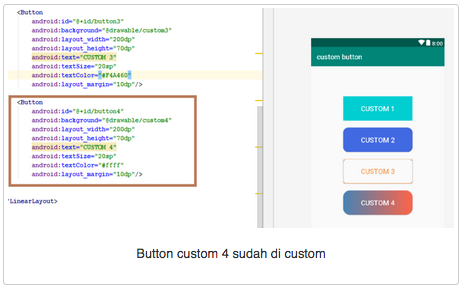 <Button
android:id="@+id/button3"
android:background="@drawable/custom3"
android:layout_width="200dp"
android:layout_height="70dp"
android:text="CUSTOM 3"
android:textSize="20sp"
android:textColor="#F4A460"
android:layout_margin="10dp"/>
<Button
android:id="@+id/button4"
android:background="@drawable/custom4"
android:layout_width="200dp"
android:layout_height="70dp"
android:text="CUSTOM 4"
android:textSize="20sp"
android:textColor="#ffff"
android:layout_margin="10dp"/>
LinearLayout>
8:00
custom button
CUSTOM 1
CUSTOM 2
CUSTOM 3
CUSTOM 4
Button custom 4 sudah di custom